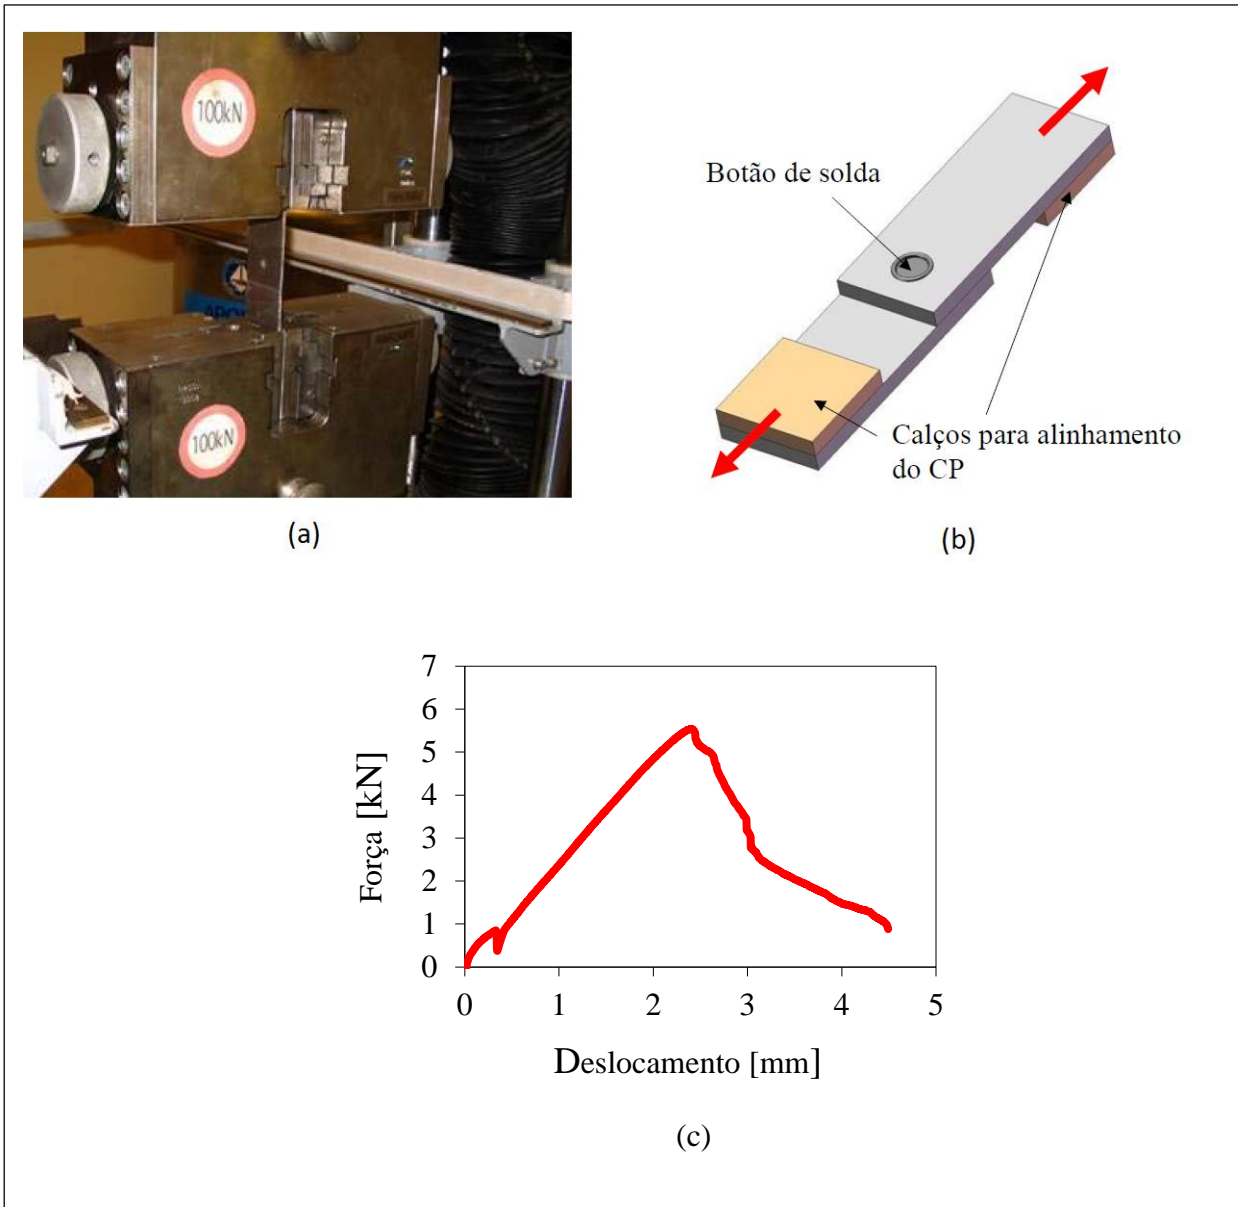 100kN
100kN
(a)
Botão de solda
Calços para alinhamento
do CP
(b)
Força [kN]
7
6
5
4
3
2
1
0
0 1 2 3 4 5
Deslocamento [mm]
(c)